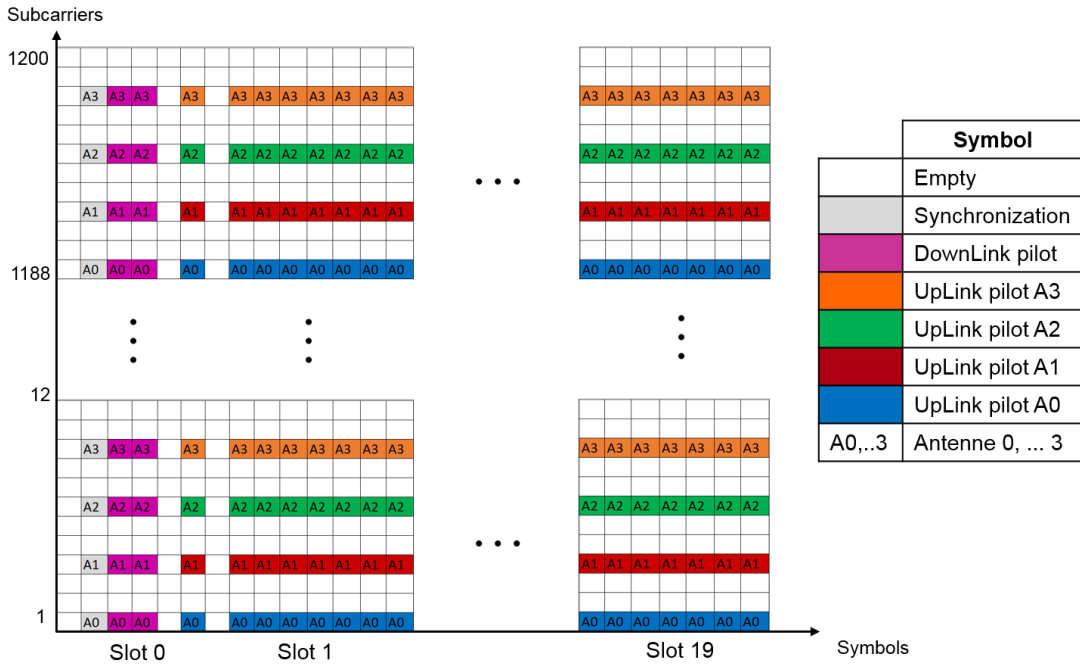 Subcarriers
1200
A3 A3 A3 A3 A3 A3 A3 A3 A3 A3 A3 A3 A3 A3 A3 A3 A3 A3
A2 A2 A2 A2 A2 A2 A2 A2 A2 A2 A2 A2 A2 A2 A2 A2 A2 A2
A1 A1 A1 A1 A1 A1 A1 A1 A1 A1 A1 A1 A1 A1 A1 A1 A1 A1
1188 A0 A0 A0 A0 A0 A0 A0 A0 A0 A0 A0 A0 A0 A0 A0 A0 A0 A0
12
A3 A3 A3 A3 A3 A3 A3 A3 A3 A3 A3 A3 A3 A3 A3 A3 A3 A3
A2 A2 A2 A2 A2 A2 A2 A2 A2 A2 A2 A2 A2 A2 A2 A2 A2 A2
A1 A1 A1 A1 A1 A1 A1 A1 A1 A1 A1 A1 A1 A1 A1 A1 A1 A1
1 A0 A0 A0 A0 A0 A0 A0 A0 A0 A0 A0 A0 A0 A0 A0 A0 A0 A0
Slot 0 Slot 1 Slot 19
Symbols
Symbol
Empty
Synchronization
DownLink pilot
UpLink pilot A3
UpLink pilot A2
UpLink pilot A1
UpLink pilot A0
A0,..3 Antenne 0, ... 3